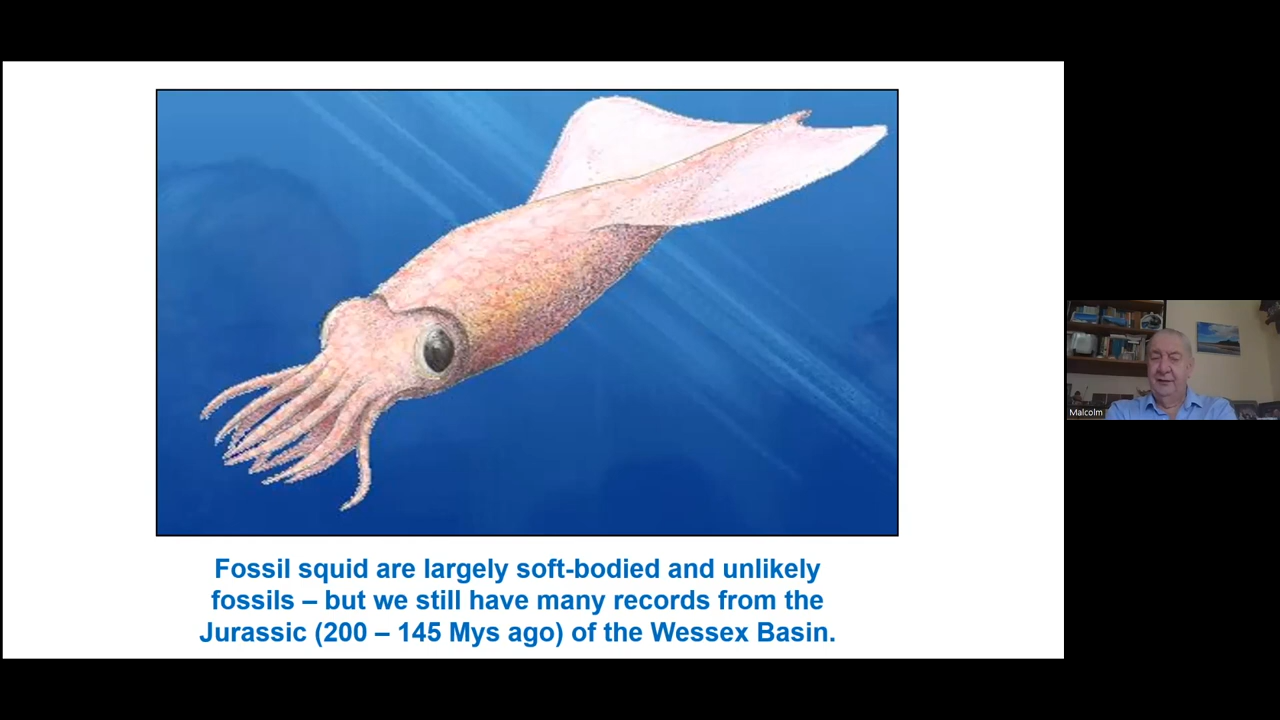 Fossil squid are largely soft-bodied and unlikely
fossils – but we still have many records from the
Jurassic (200 – 145 Mys ago) of the Wessex Basin.
Malcolm